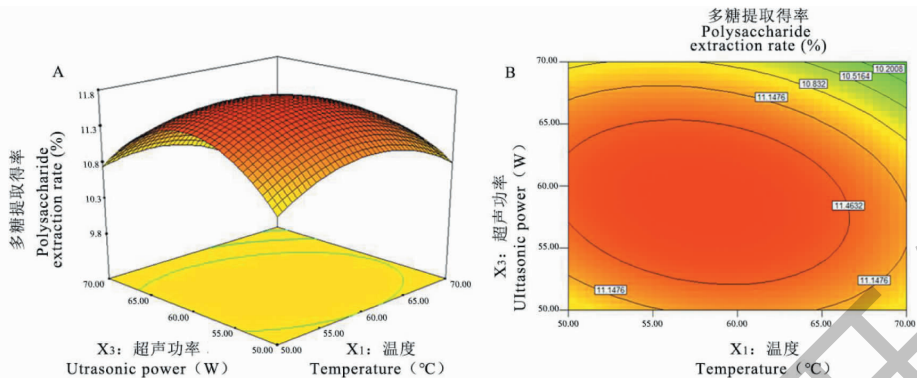 A
多糖提取得率
Polysaccharide
extraction rate (%)
11.8
11.3
10.8
10.3
9.8
70.00
65.00
60.00
55.00
50.00
X3：超声功率
Utrasonic power（W）
50.00
55.00
60.00
65.00
70.00
X1：温度
Temperature（℃）
多糖提取得率
Polysaccharide
extraction rate (%)
B
X3：超声功率
UIttasonic power（W）
70.00
65.00
60.00
55.00
50.00
10.2008
10.5164
10.832
11.1476
11.4632
11.1476
11.1476
50.00
55.00
60.00
65.00
70.00
X1：温度
Temperature（℃）